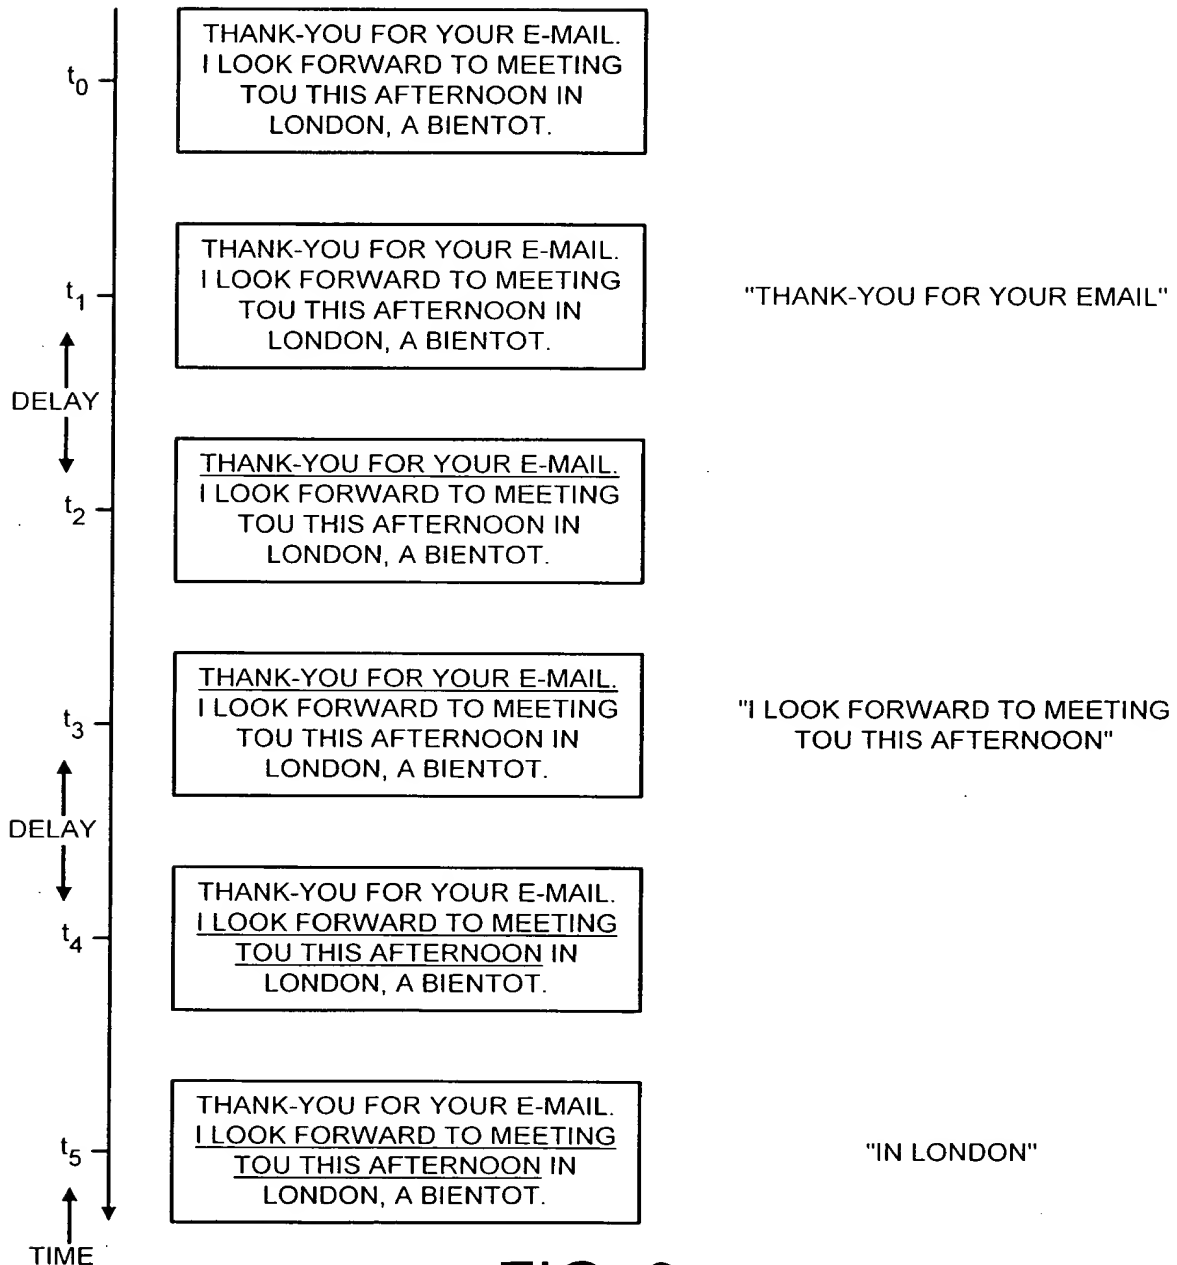 THANK-YOU FOR YOUR E-MAIL.
I LOOK FORWARD TO MEETING
TOU THIS AFTERNOON IN
LONDON, A BIENTOT.
t0
THANK-YOU FOR YOUR E-MAIL.
I LOOK FORWARD TO MEETING
TOU THIS AFTERNOON IN
LONDON, A BIENTOT.
t1
"THANK-YOU FOR YOUR EMAIL"
DELAY
THANK-YOU FOR YOUR E-MAIL.
I LOOK FORWARD TO MEETING
TOU THIS AFTERNOON IN
LONDON, A BIENTOT.
t2
THANK-YOU FOR YOUR E-MAIL.
I LOOK FORWARD TO MEETING
TOU THIS AFTERNOON IN
LONDON, A BIENTOT.
t3
"I LOOK FORWARD TO MEETING
TOU THIS AFTERNOON"
DELAY
THANK-YOU FOR YOUR E-MAIL.
I LOOK FORWARD TO MEETING
TOU THIS AFTERNOON IN
LONDON, A BIENTOT.
t4
THANK-YOU FOR YOUR E-MAIL.
I LOOK FORWARD TO MEETING
TOU THIS AFTERNOON IN
LONDON, A BIENTOT.
t5
"IN LONDON"
TIME